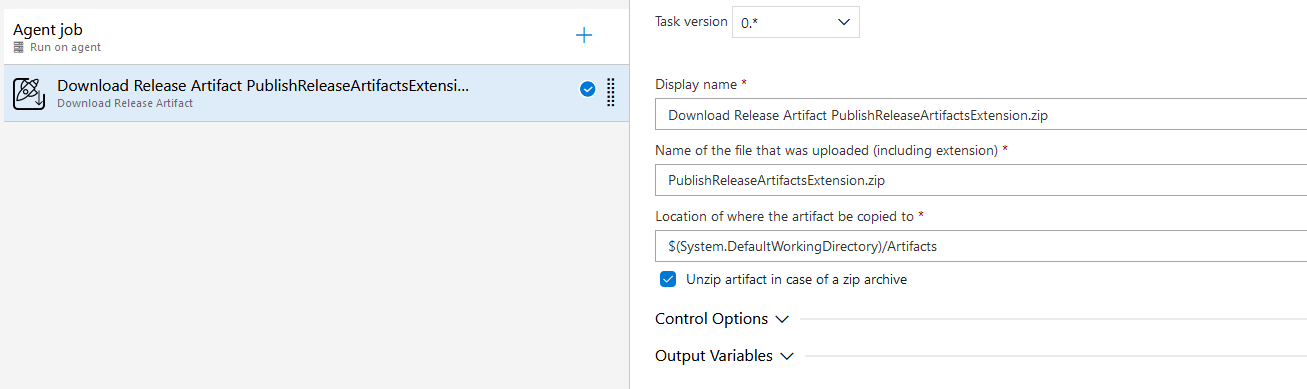 Agent job
Run on agent
Download Release Artifact PublishReleaseArtifactsExtensi...
Download Release Artifact
Task version 0.*
Display name *
Download Release Artifact PublishReleaseArtifactsExtension.zip
Name of the file that was uploaded (including extension) *
PublishReleaseArtifactsExtension.zip
Location of where the artifact be copied to *
$(System.DefaultWorkingDirectory)/Artifacts
Unzip artifact in case of a zip archive
Control Options
Output Variables